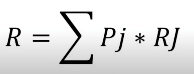 R = ∑ Pj * RJ